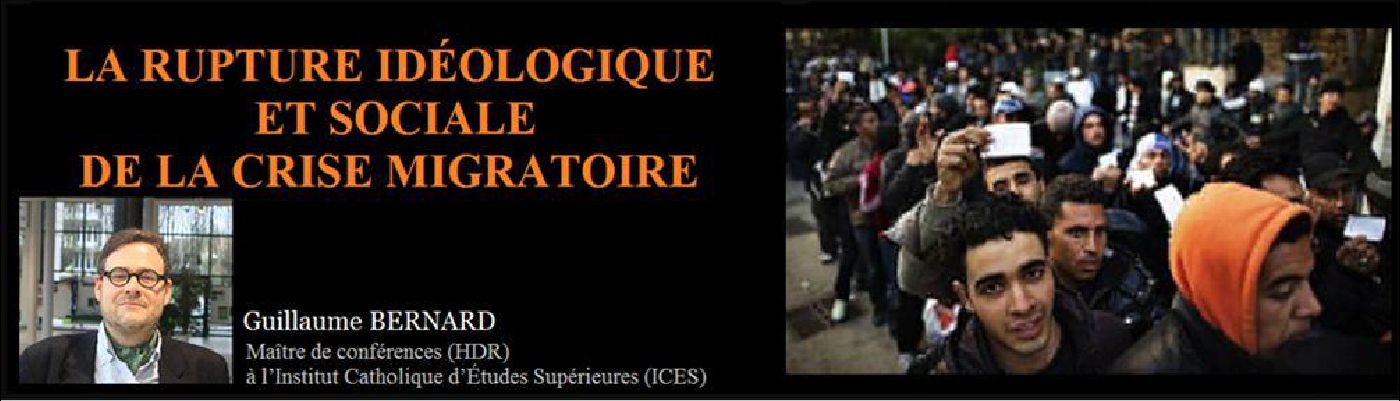 LA RUPTURE IDÉOLOGIQUE
ET SOCIALE
DE LA CRISE MIGRATOIRE
Guillaume BERNARD
Maître de conférences (HDR)
à l'Institut Catholique d'Études Supérieures (ICES)